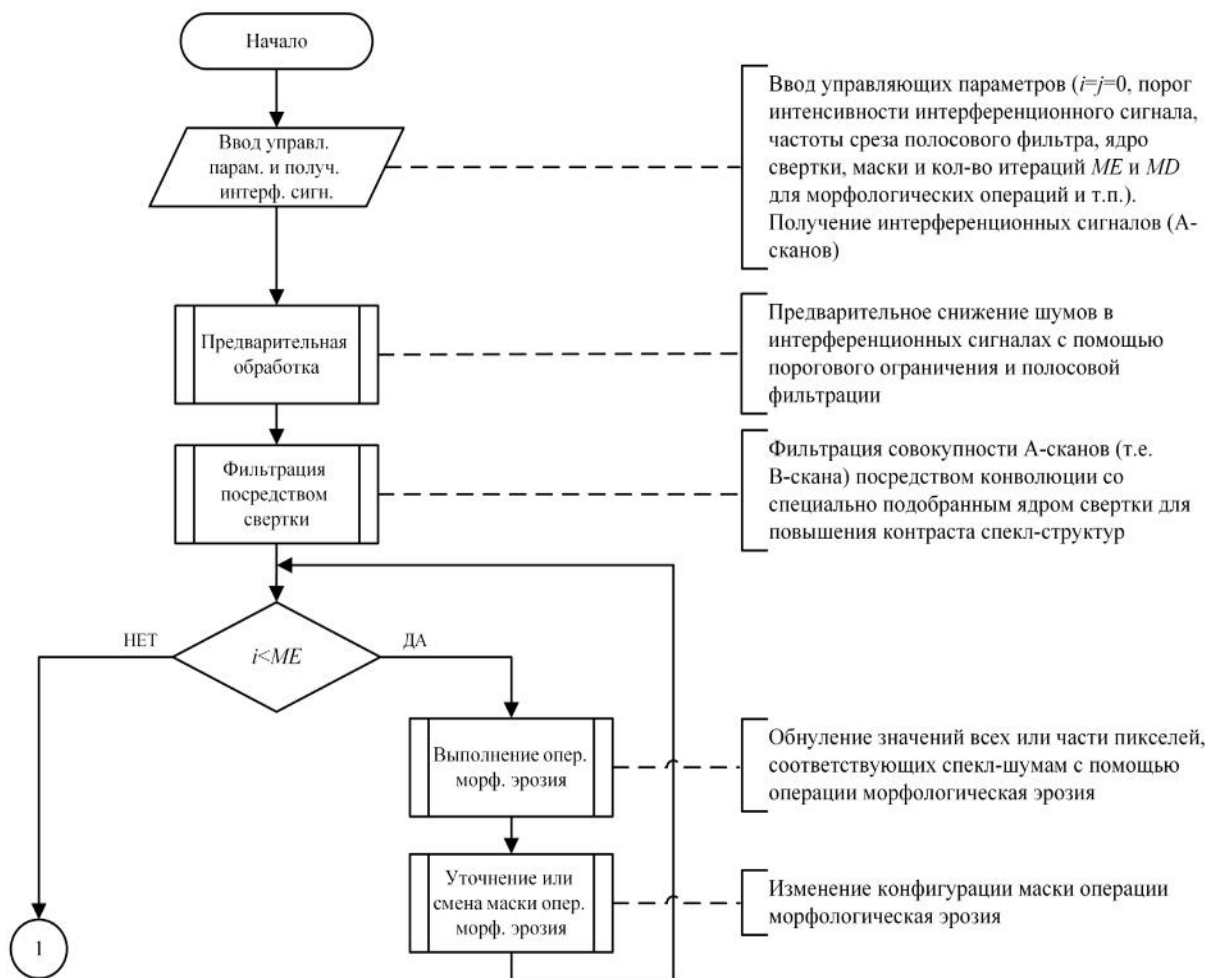 Начало
Ввод управл.
парам. и получ.
интерф. сигн.
Ввод управляющих параметров (i=j=0, порог
интенсивности интерференционного сигнала,
частоты среза полосового фильтра, ядро
свертки, маски и кол-во итераций ME и MD
для морфологических операций и т.п.).
Получение интерференционных сигналов (А-
сканов)
Предварительная
обработка
Предварительное снижение шумов в
интерференционных сигналах с помощью
порогового ограничения и полосовой
фильтрации
Фильтрация
посредством
свертки
Фильтрация совокупности А-сканов (т.е.
В-скана) посредством конволюции со
специально подобранным ядром свертки для
повышения контраста спекл-структур
НЕТ
i<ME
ДА
Выполнение опер.
морф. эрозия
Обнуление значений всех или части пикселей,
соответствующих спекл-шумам с помощью
операции морфологическая эрозия
Уточнение или
смена маски опер.
морф. эрозия
Изменение конфигурации маски операции
морфологическая эрозия
1